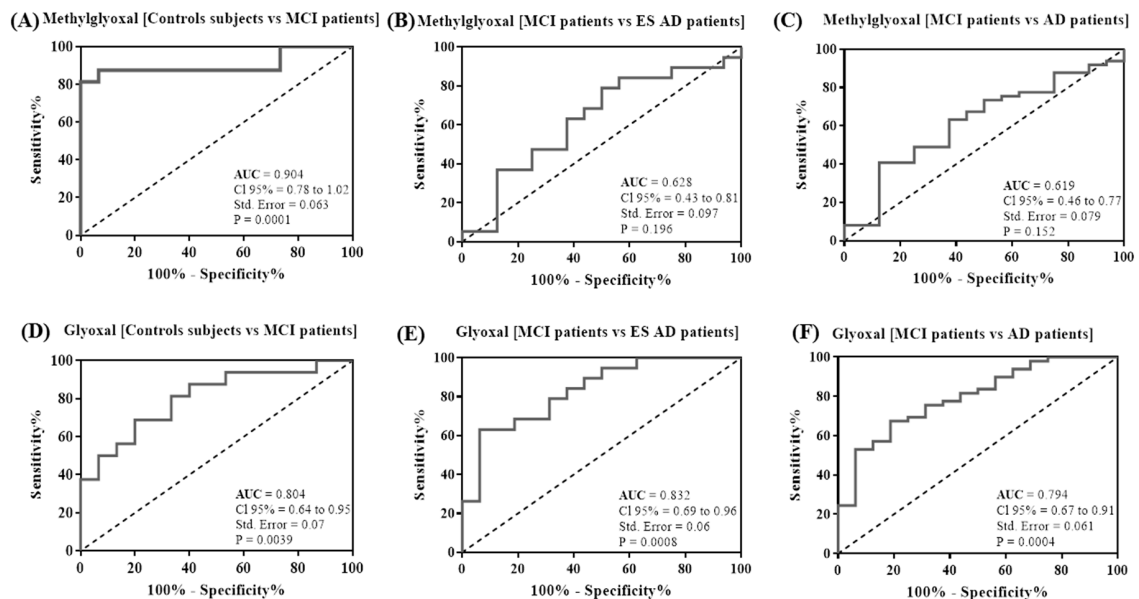 (A) Methylglyoxal [Controls subjects vs MCI patients]
100
80
60
40
20
0
Sensitivity%
AUC = 0.904
Cl 95% = 0.78 to 1.02
Std. Error = 0.063
P = 0.0001
0 20 40 60 80 100
100% - Specificity%
(B) Methylglyoxal [MCI patients vs ES AD patients]
100
80
60
40
20
0
Sensitivity%
AUC = 0.628
Cl 95% = 0.43 to 0.81
Std. Error = 0.097
P = 0.196
0 20 40 60 80 100
100% - Specificity%
(C) Methylglyoxal [MCI patients vs AD patients]
100
80
60
40
20
0
Sensitivity%
AUC = 0.619
Cl 95% = 0.46 to 0.77
Std. Error = 0.079
P = 0.152
0 20 40 60 80 100
100% - Specificity%
(D) Glyoxal [Controls subjects vs MCI patients]
100
80
60
40
20
0
Sensitivity%
AUC = 0.804
Cl 95% = 0.64 to 0.95
Std. Error = 0.07
P = 0.0039
0 20 40 60 80 100
100% - Specificity%
(E) Glyoxal [MCI patients vs ES AD patients]
100
80
60
40
20
0
Sensitivity%
AUC = 0.832
Cl 95% = 0.69 to 0.96
Std. Error = 0.06
P = 0.0008
0 20 40 60 80 100
100% - Specificity%
(F) Glyoxal [MCI patients vs AD patients]
100
80
60
40
20
0
Sensitivity%
AUC = 0.794
Cl 95% = 0.67 to 0.91
Std. Error = 0.061
P = 0.0004
0 20 40 60 80 100
100% - Specificity%